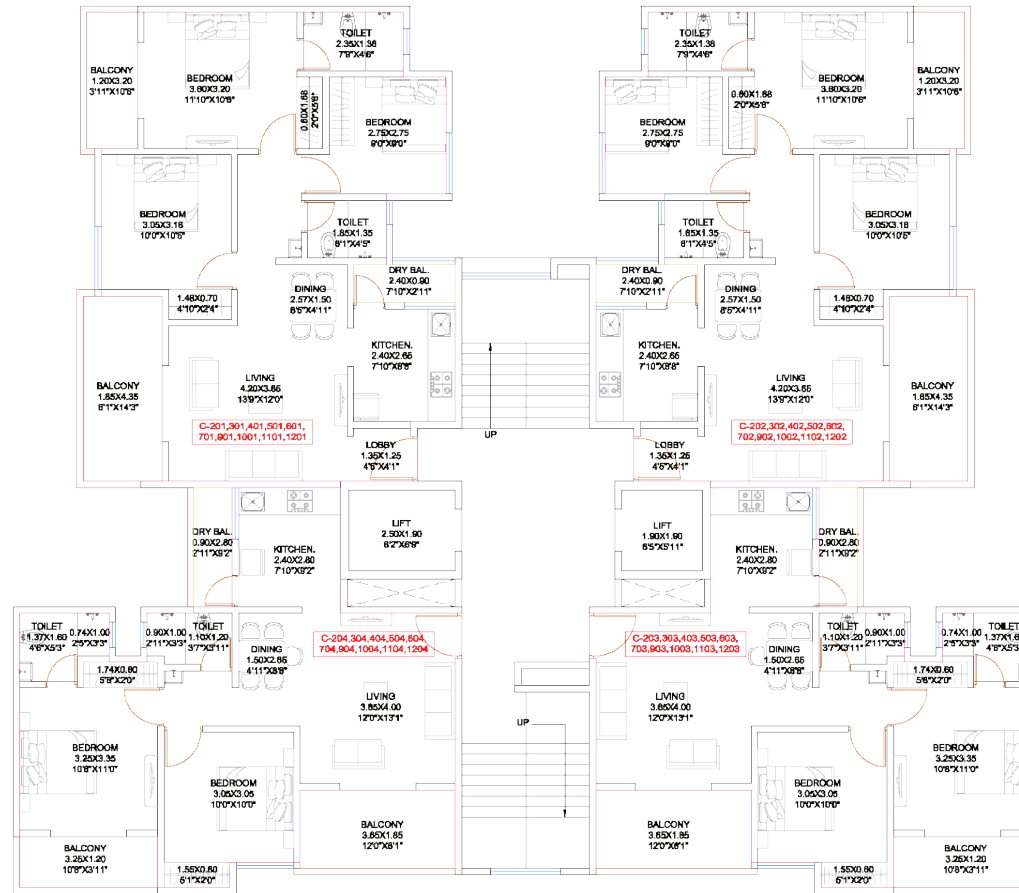 TOILET
2.35X1.38
7'9"X4'6"
BALCONY
1.20X3.20
3'11"X10'6"
BEDROOM
3.60X3.20
11'10"X10'6"
0.60X1.68
2'0"X5'6"
BEDROOM
2.75X2.75
9'0"X9'0"
BEDROOM
3.05X3.18
10'0"X10'5"
TOILET
1.85X1.35
6'1"X4'5"
DRY BAL.
2.40X0.90
7'10"X2'11"
DINING
2.57X1.50
8'5"X4'11"
1.48X0.70
4'10"X2'4"
KITCHEN.
2.40X2.65
7'10"X8'8"
BALCONY
1.85X4.35
6'1"X14'3"
LIVING
4.20X3.65
13'9"X12'0"
C-201,301,401,501,601,
701,901,1001,1101,1201
LOBBY
1.35X1.25
4'5"X4'1"
UP
TOILET
2.35X1.38
7'9"X4'6"
BEDROOM
3.60X3.20
11'10"X10'6"
BALCONY
1.20X3.20
3'11"X10'6"
0.60X1.68
2'0"X5'6"
BEDROOM
2.75X2.75
9'0"X9'0"
BEDROOM
3.05X3.18
10'0"X10'5"
TOILET
1.85X1.35
6'1"X4'5"
DRY BAL.
2.40X0.90
7'10"X2'11"
DINING
2.57X1.50
8'5"X4'11"
1.48X0.70
4'10"X2'4"
KITCHEN.
2.40X2.65
7'10"X8'8"
LIVING
4.20X3.65
13'9"X12'0"
BALCONY
1.85X4.35
6'1"X14'3"
C-202,302,402,502,602,
702,902,1002,1102,1202
LOBBY
1.35X1.25
4'5"X4'1"
DRY BAL.
0.90X2.80
2'11"X9'2"
KITCHEN.
2.40X2.80
7'10"X9'2"
LIFT
2.50X1.90
8'2"X6'9"
TOILET
1.37X1.60
4'6"X5'3"
0.74X1.00
2'5"X3'3"
0.90X1.00
2'11"X3'3"
TOILET
1.10X1.20
3'7"X3'11"
1.74X0.60
5'8"X2'0"
DINING
1.50X2.65
4'11"X8'8"
C-204,304,404,504,604,
704,904,1004,1104,1204
LIVING
3.65X4.00
12'0"X13'1"
BEDROOM
3.25X3.35
10'8"X11'0"
BEDROOM
3.05X3.05
10'0"X10'0"
BALCONY
3.65X1.85
12'0"X6'1"
BALCONY
3.25X1.20
10'8"X3'11"
1.55X0.60
5'1"X2'0"
LIFT
1.90X1.90
6'5"X5'11"
KITCHEN.
2.40X2.80
7'10"X9'2"
DRY BAL.
0.90X2.80
2'11"X9'2"
C-203,303,403,503,603,
703,903,1003,1103,1203
TOILET
1.10X1.20
3'7"X3'11"
0.90X1.00
2'11"X3'3"
0.74X1.00
2'5"X3'3"
TOILET
1.37X1.6
4'6"X5'3
1.74X0.60
5'8"X2'0"
DINING
1.50X2.65
4'11"X8'8"
LIVING
3.65X4.00
12'0"X13'1"
UP
BEDROOM
3.25X3.35
10'8"X11'0"
BEDROOM
3.05X3.05
10'0"X10'0"
BALCONY
3.65X1.85
12'0"X6'1"
BALCONY
3.25X1.20
10'8"X3'11"
1.55X0.60
5'1"X2'0"